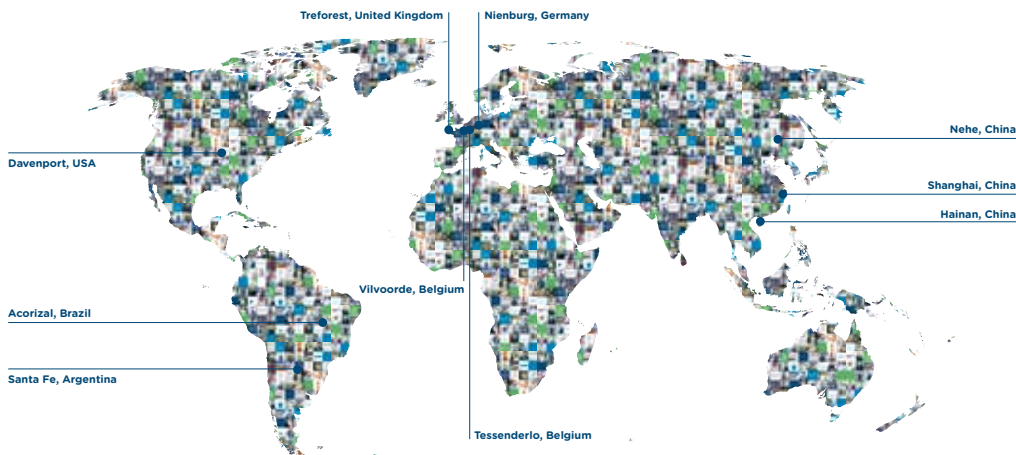 Treforest, United Kingdom
Nienburg, Germany
Nehe, China
Davenport, USA
Shanghai, China
Hainan, China
Vilvoorde, Belgium
Acorizal, Brazil
Santa Fe, Argentina
Tessenderlo, Belgium